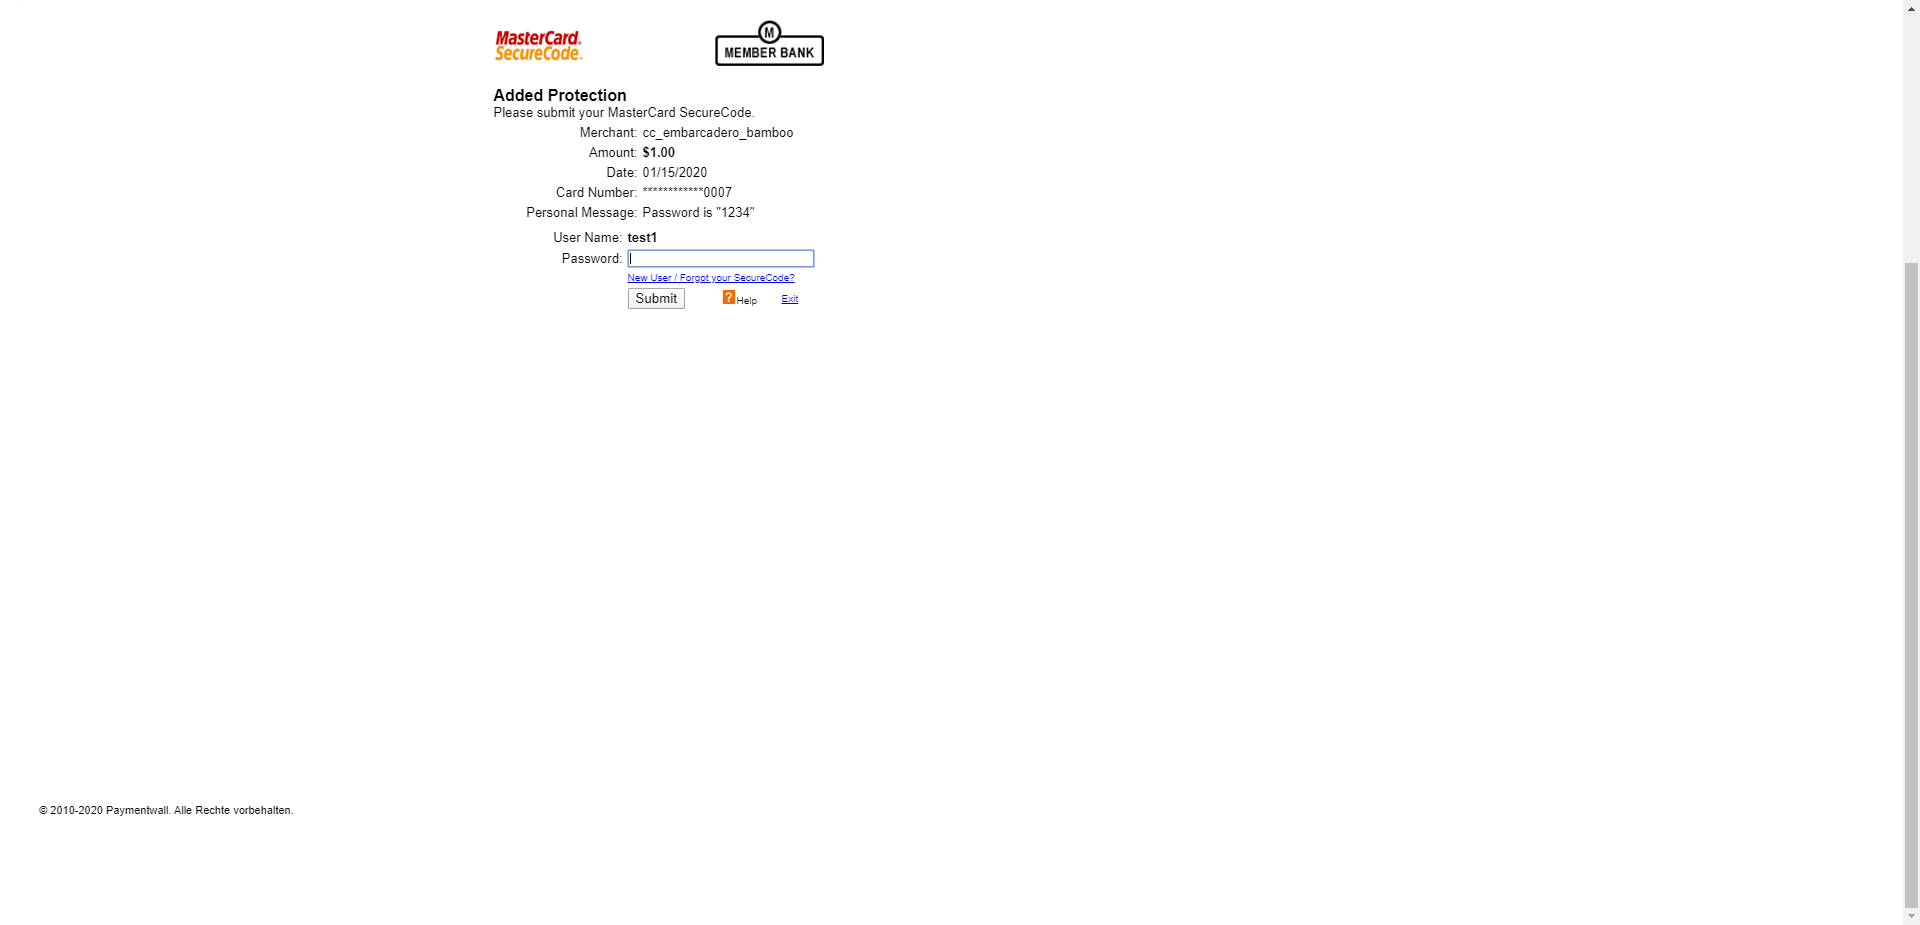 MasterCard.
SecureCode™
M
MEMBER BANK
Added Protection
Please submit your MasterCard SecureCode.
Merchant: cc_embarcadero_bamboo
Amount: $1.00
Date: 01/15/2020
Card Number: ************0007
Personal Message: Password is "1234"
User Name: test1
Password:
New User / Forgot your SecureCode?
Submit ? Help Exit
© 2010-2020 Paymentwall. Alle Rechte vorbehalten.